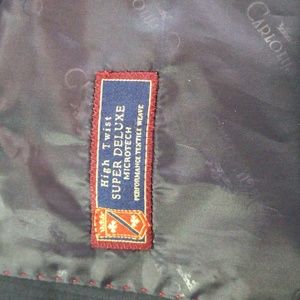 High Twist
SUPER DELUXE
MICROTECH
PERFORMANCE TEXTILE WEAVE